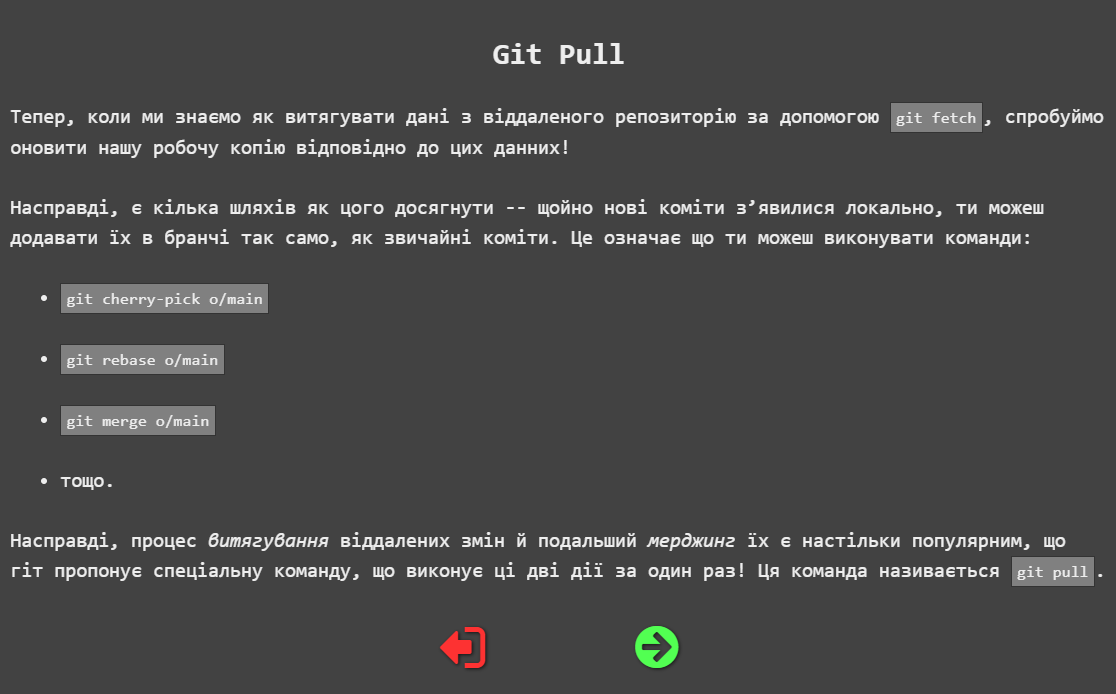 Git Pull
Тепер, коли ми знаємо як витягувати дані з віддаленого репозиторію за допомогою git fetch, спробуймо
оновити нашу робочу копію відповідно до цих данних!
Насправді, є кілька шляхів як цого досягнути -- щойно нові коміти з’явилися локально, ти можеш
додавати їх в бранчі так само, як звичайні коміти. Це означає що ти можеш виконувати команди:
• git cherry-pick o/main
• git rebase o/main
• git merge o/main
• тощо.
Насправді, процес витягування віддалених змін й подальший мерджинг їх є настільки популярним, що
гіт пропонує спеціальну команду, що виконує ці дві дії за один раз! Ця команда називається git pull.